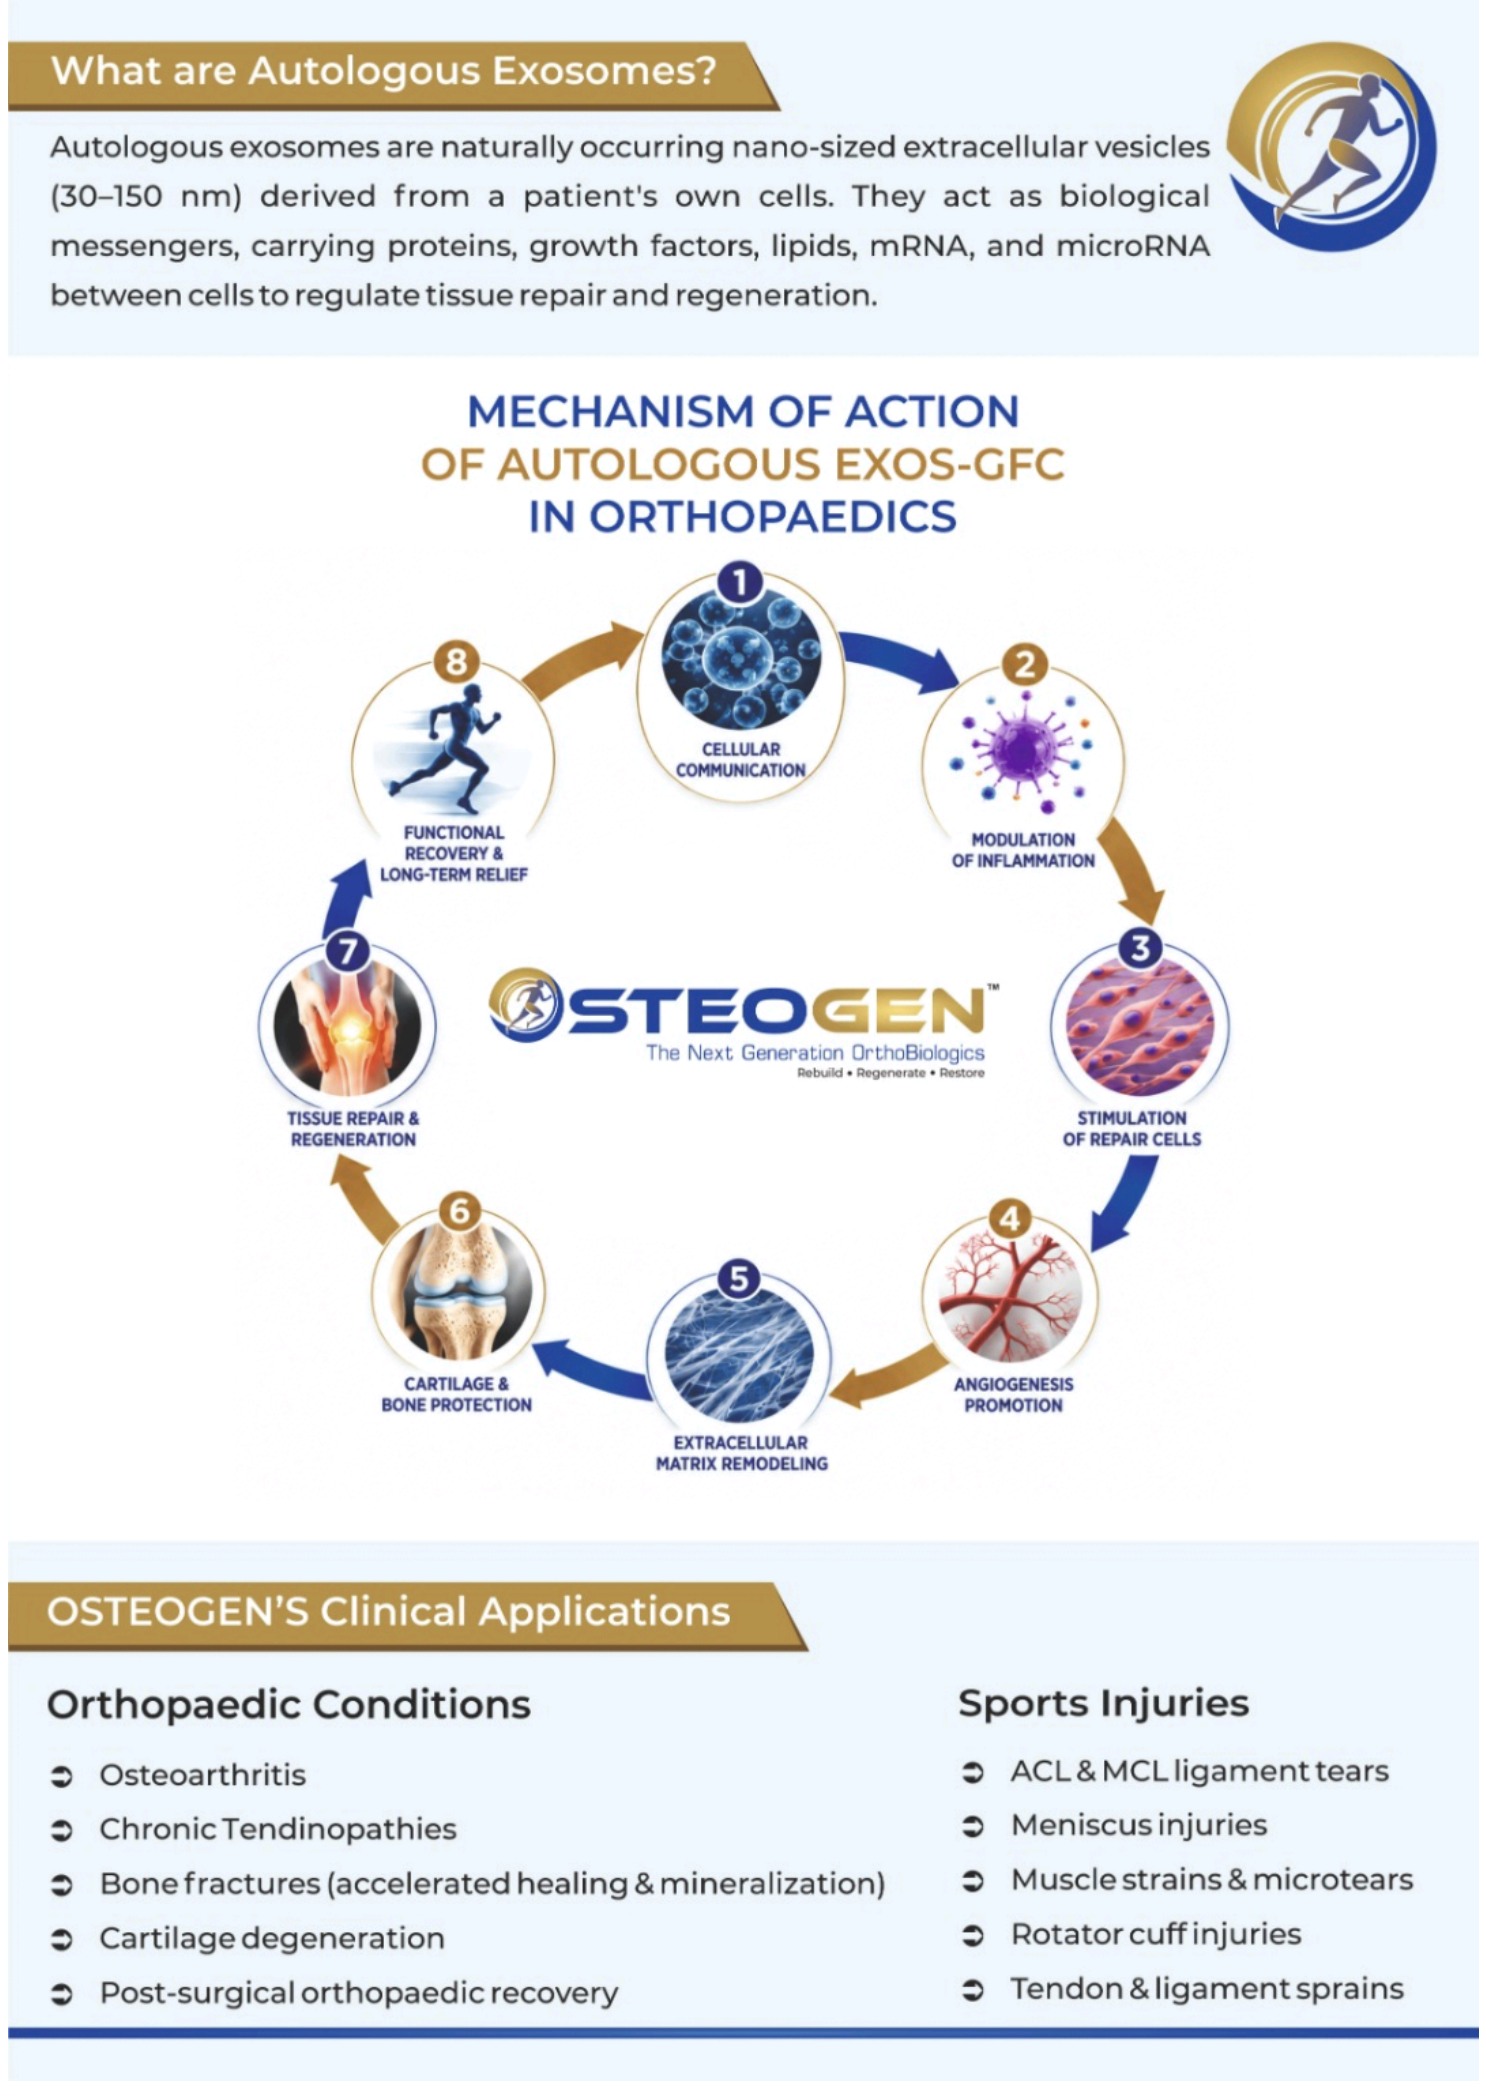 What are Autologous Exosomes?
Autologous exosomes are naturally occurring nano-sized extracellular vesicles
(30–150 nm) derived from a patient's own cells. They act as biological
messengers, carrying proteins, growth factors, lipids, mRNA, and microRNA
between cells to regulate tissue repair and regeneration.
MECHANISM OF ACTION
OF AUTOLOGOUS EXOS-GFC
IN ORTHOPAEDICS
1
CELLULAR
COMMUNICATION
2
MODULATION
OF INFLAMMATION
3
STIMULATION
OF REPAIR CELLS
4
ANGIOGENESIS
PROMOTION
5
EXTRACELLULAR
MATRIX REMODELING
6
CARTILAGE &
BONE PROTECTION
7
TISSUE REPAIR &
REGENERATION
8
FUNCTIONAL
RECOVERY &
LONG-TERM RELIEF
OSTEOGEN™
The Next Generation OrthoBiologics
Rebuild • Regenerate • Restore
OSTEOGEN'S Clinical Applications
Orthopaedic Conditions
➲ Osteoarthritis
➲ Chronic Tendinopathies
➲ Bone fractures (accelerated healing & mineralization)
➲ Cartilage degeneration
➲ Post-surgical orthopaedic recovery
Sports Injuries
➲ ACL & MCL ligament tears
➲ Meniscus injuries
➲ Muscle strains & microtears
➲ Rotator cuff injuries
➲ Tendon & ligament sprains